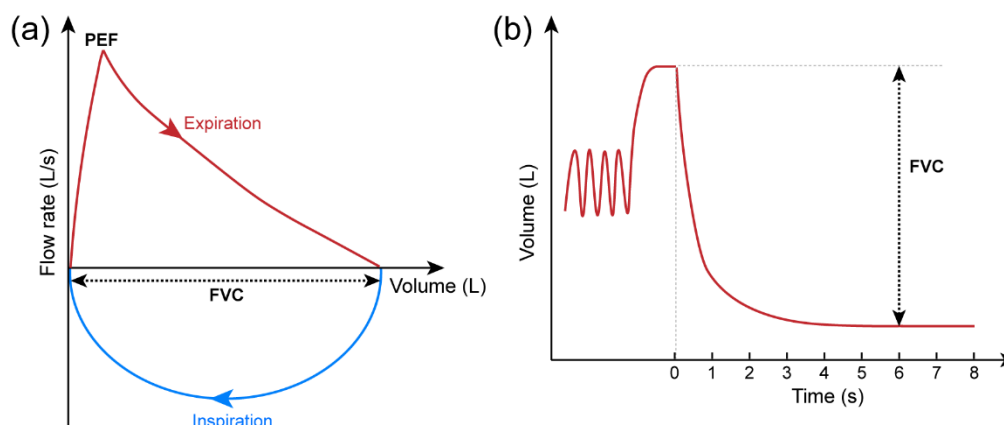 (a)
PEF
Expiration
Flow rate (L/s)
FVC
Volume (L)
Inspiration
(b)
Volume (L)
FVC
0 1 2 3 4 5 6 7 8
Time (s)